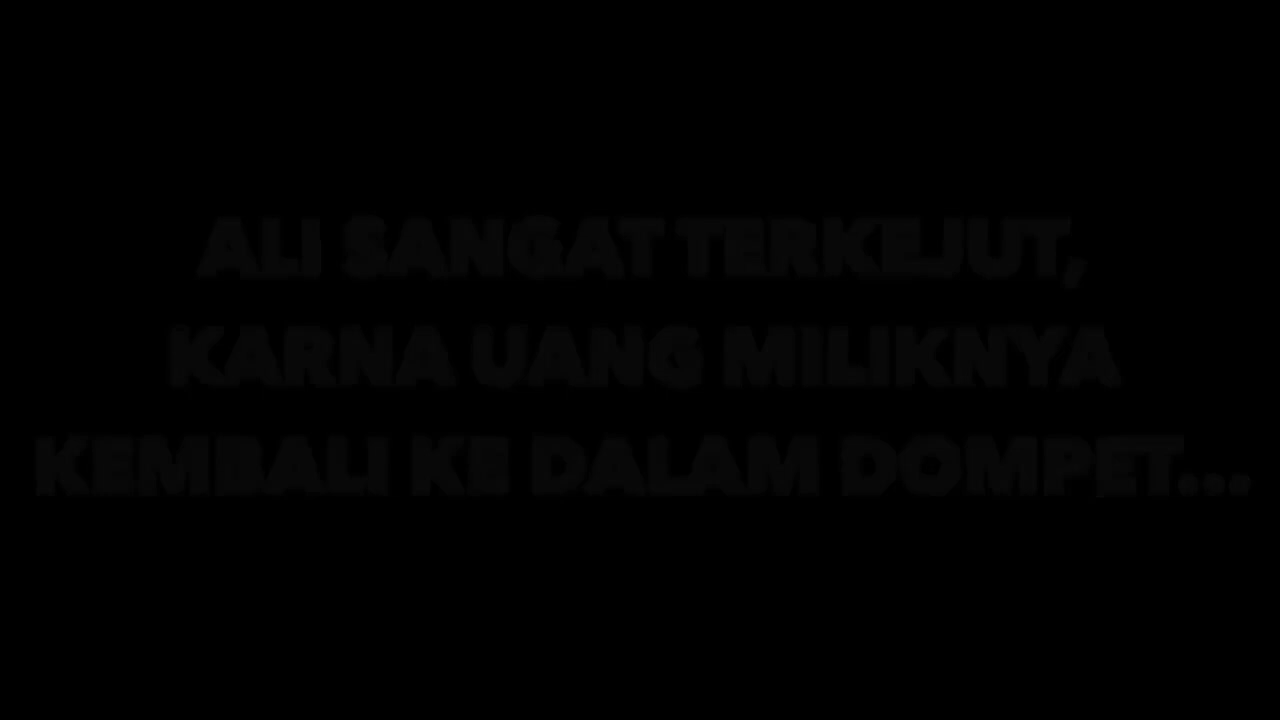 ALI SANGAT TERKEJUT,
KARNA UANG MILIKNYA
KEMBALI KE DALAM DOMPET...